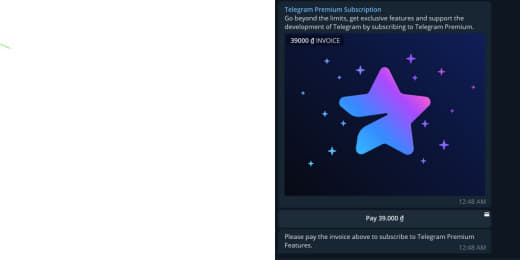 Telegram Premium Subscription
Go beyond the limits, get exclusive features and support the
development of Telegram by subscribing to Telegram Premium.
39000 ₫ INVOICE
12:48 AM
Pay 39.000 ₫
Please pay the invoice above to subscribe to Telegram Premium
Features.
12:48 AM